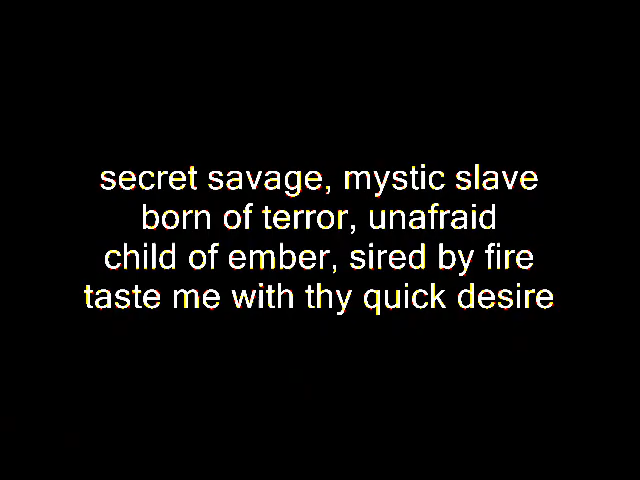 secret savage, mystic slave
born of terror, unafraid
child of ember, sired by fire
taste me with thy quick desire